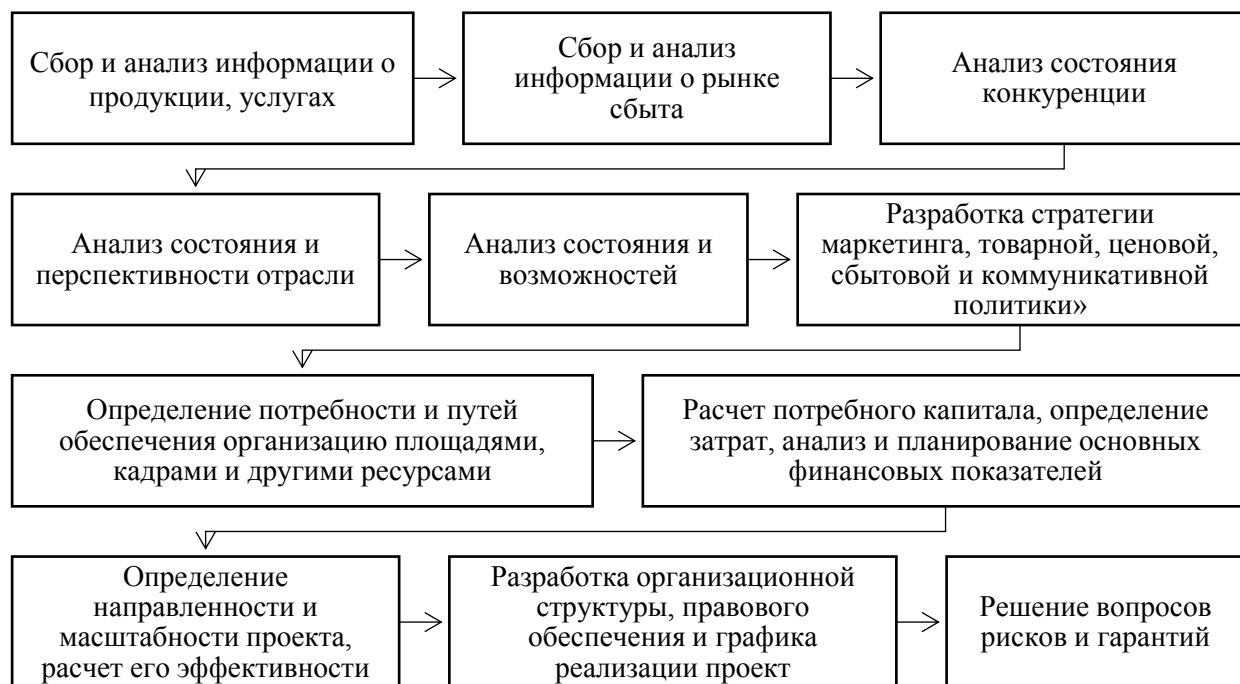 Сбор и анализ информации о
продукции, услугах
Сбор и анализ
информации о рынке
сбыта
Анализ состояния
конкуренции
Анализ состояния и
перспективности отрасли
Анализ состояния и
возможностей
Разработка стратегии
маркетинга, товарной, ценовой,
сбытовой и коммуникативной
политики»
Определение потребности и путей
обеспечения организацию площадями,
кадрами и другими ресурсами
Расчет потребного капитала, определение
затрат, анализ и планирование основных
финансовых показателей
Определение
направленности и
масштабности проекта,
расчет его эффективности
Разработка организационной
структуры, правового
обеспечения и графика
реализации проект
Решение вопросов
рисков и гарантий